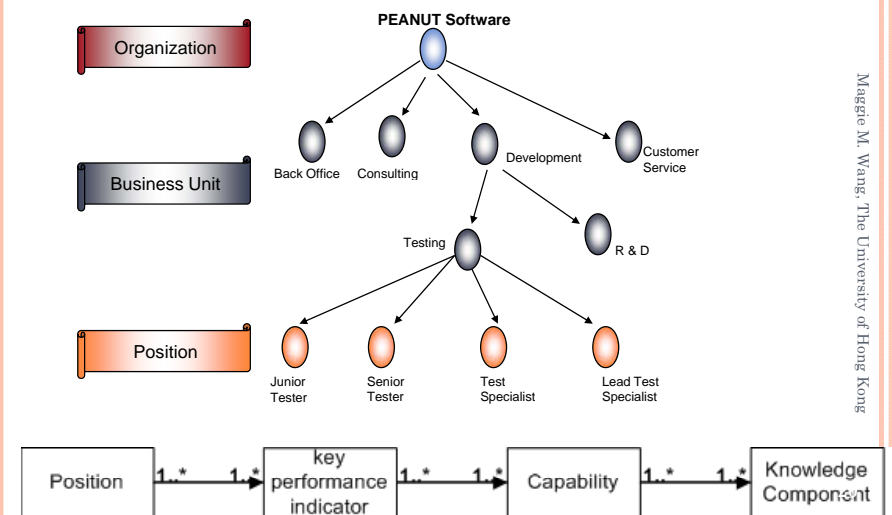 PEANUT Software
Organization
Back Office
Consulting
Development
Customer
Service
Business Unit
Testing
R & D
Position
Junior
Tester
Senior
Tester
Test
Specialist
Lead Test
Specialist
Maggie M. Wang, The University of Hong Kong
Position
1..*
1..*
key
performance
indicator
1..*
1..*
Capability
1..*
1..*
Knowledge
Component